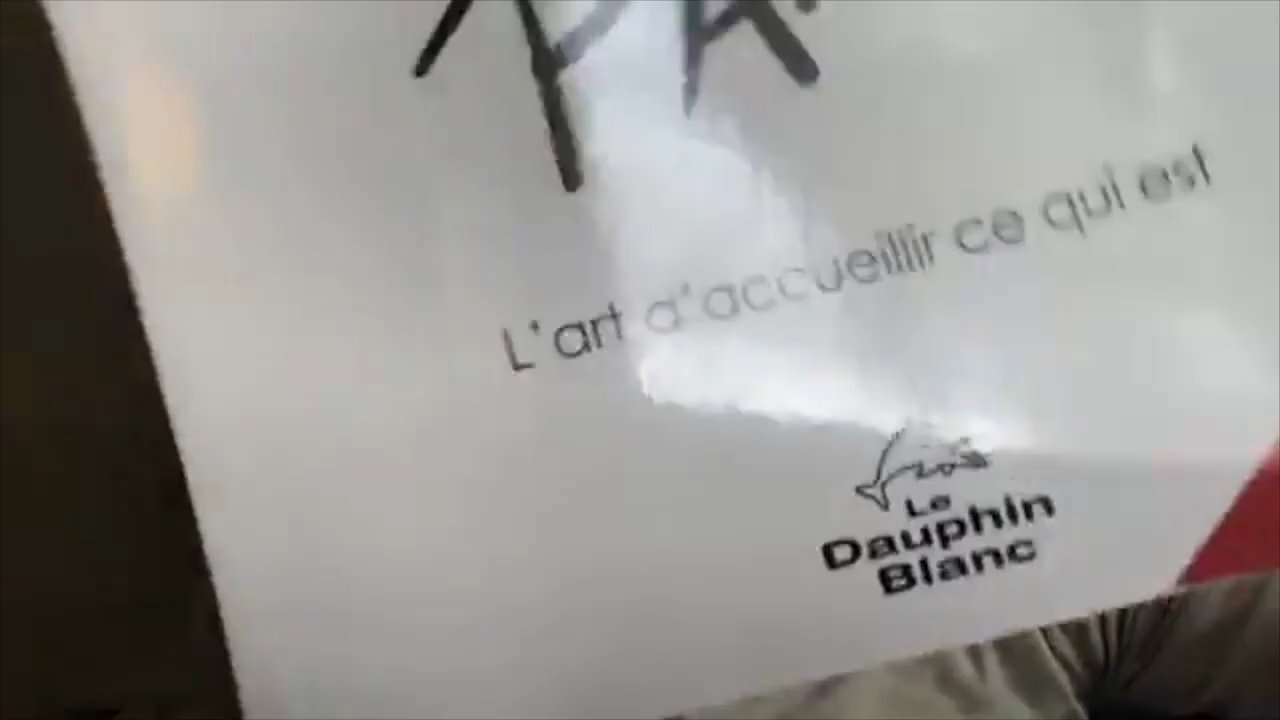 L'art d'accueillir ce qui est
Le
Dauphin
Blanc